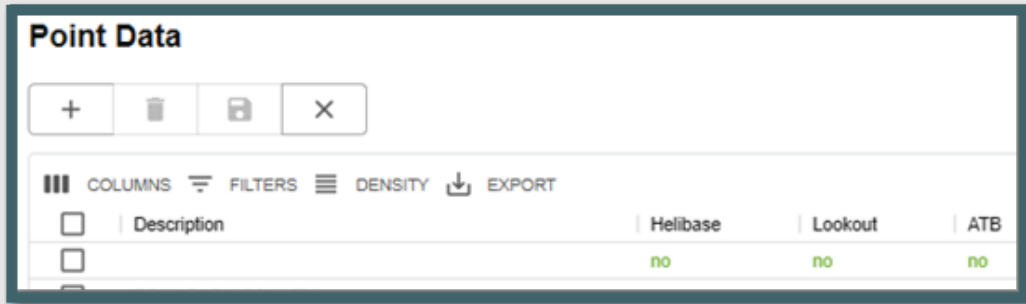 Point Data
COLUMNS FILTERS DENSITY EXPORT
Description Helibase Lookout ATB
no no no